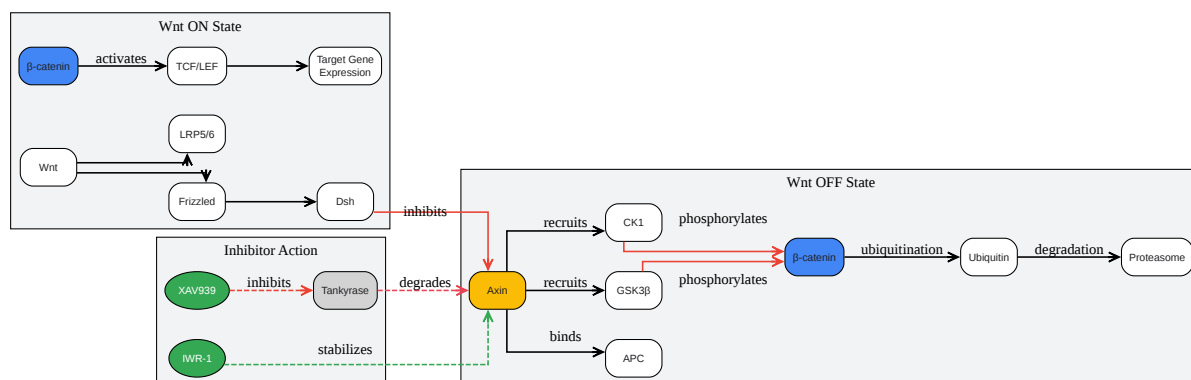 Wnt ON State
β-catenin
activates
TCF/LEF
Target Gene
Expression
LRP5/6
Wnt
Frizzled
Dsh
inhibits
Wnt OFF State
recruits
CK1
phosphorylates
β-catenin
ubiquitination
Ubiquitin
degradation
Proteasome
phosphorylates
Inhibitor Action
XAV939
inhibits
Tankyrase
degrades
Axin
recruits
GSK3β
IWR-1
stabilizes
binds
APC